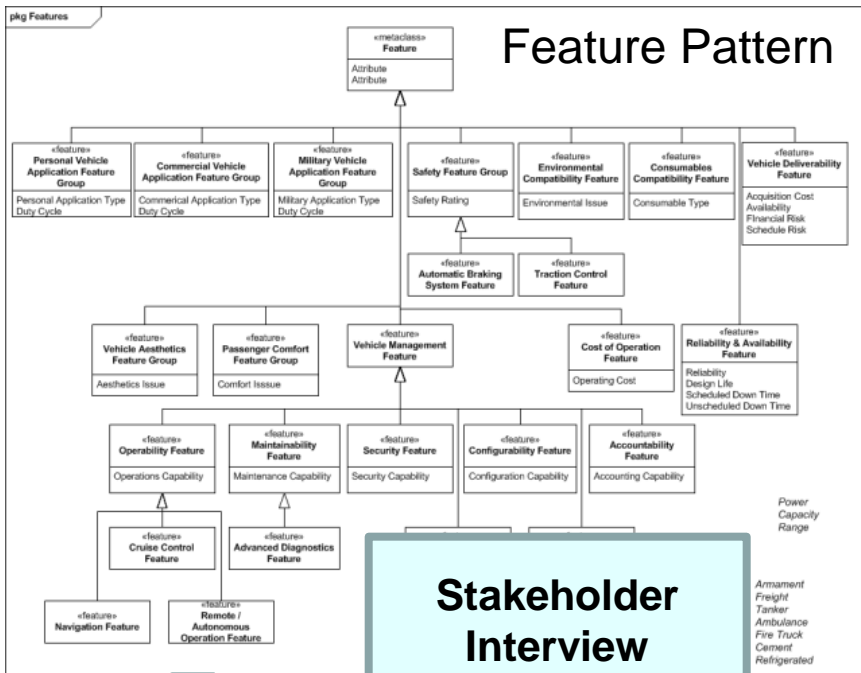 pkg Features
Feature Pattern
«metaclass»
Feature
Attribute
Attribute
«feature»
Personal Vehicle
Application Feature
Group
Personal Application Type
Duty Cycle
«feature»
Commercial Vehicle
Application Feature Group
Commerical Application Type
Duty Cycle
«feature»
Military Vehicle
Application Feature
Group
Military Application Type
Duty Cycle
«feature»
Safety Feature Group
Safety Rating
«feature»
Environmental
Compatibility Feature
Environmental Issue
«feature»
Consumables
Compatibility Feature
Consumable Type
«feature»
Vehicle Deliverability
Feature
Acquisition Cost
Availability
FInancial Risk
Schedule Risk
«feature»
Automatic Braking
System Feature
«feature»
Traction Control
Feature
«feature»
Vehicle Aesthetics
Feature Group
Aesthetics Issue
«feature»
Passenger Comfort
Feature Group
Comfort Isssue
«feature»
Vehicle Management
Feature
«feature»
Cost of Operation
Feature
Operating Cost
«feature»
Reliability & Availability
Feature
Reliability
Design Life
Scheduled Down Time
Unscheduled Down Time
«feature»
Operability Feature
Operations Capability
«feature»
Maintainability
Feature
Maintenance Capability
«feature»
Security Feature
Security Capability
«feature»
Configurability Feature
Configuration Capability
«feature»
Accountability
Feature
Accounting Capability
Power
Capacity
Range
«feature»
Cruise Control
Feature
«feature»
Advanced Diagnostics
Feature
«feature»
Navigation Feature
«feature»
Remote /
Autonomous
Operation Feature
Stakeholder
Interview
Armament
Freight
Tanker
Ambulance
Fire Truck
Cement
Refrigerated